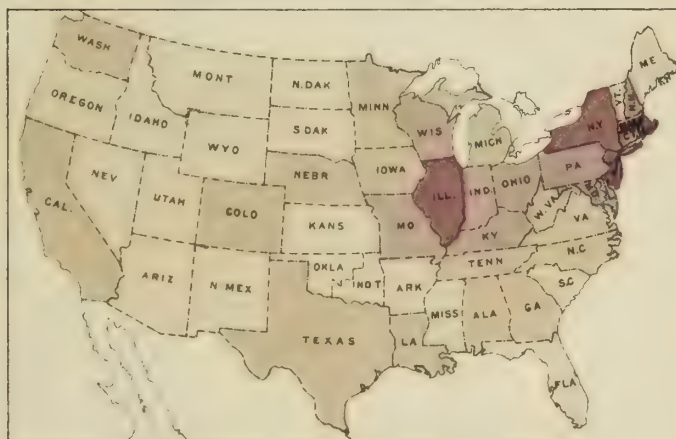 WASH
MONT
N.DAK
MINN
ME
VT.
OREGON
IDAHO
S.DAK
WIS
MICH
N.Y.
WYO
NEBR
IOWA
PA
NEV
UTAH
COLO
ILL.
IND.
OHIO
CAL.
KANS
MO
W.VA
VA
KY
ARIZ
N.MEX
OKLA
IND T
ARK
TENN
N.C
S.C
MISS
ALA
GA
TEXAS
LA
FLA